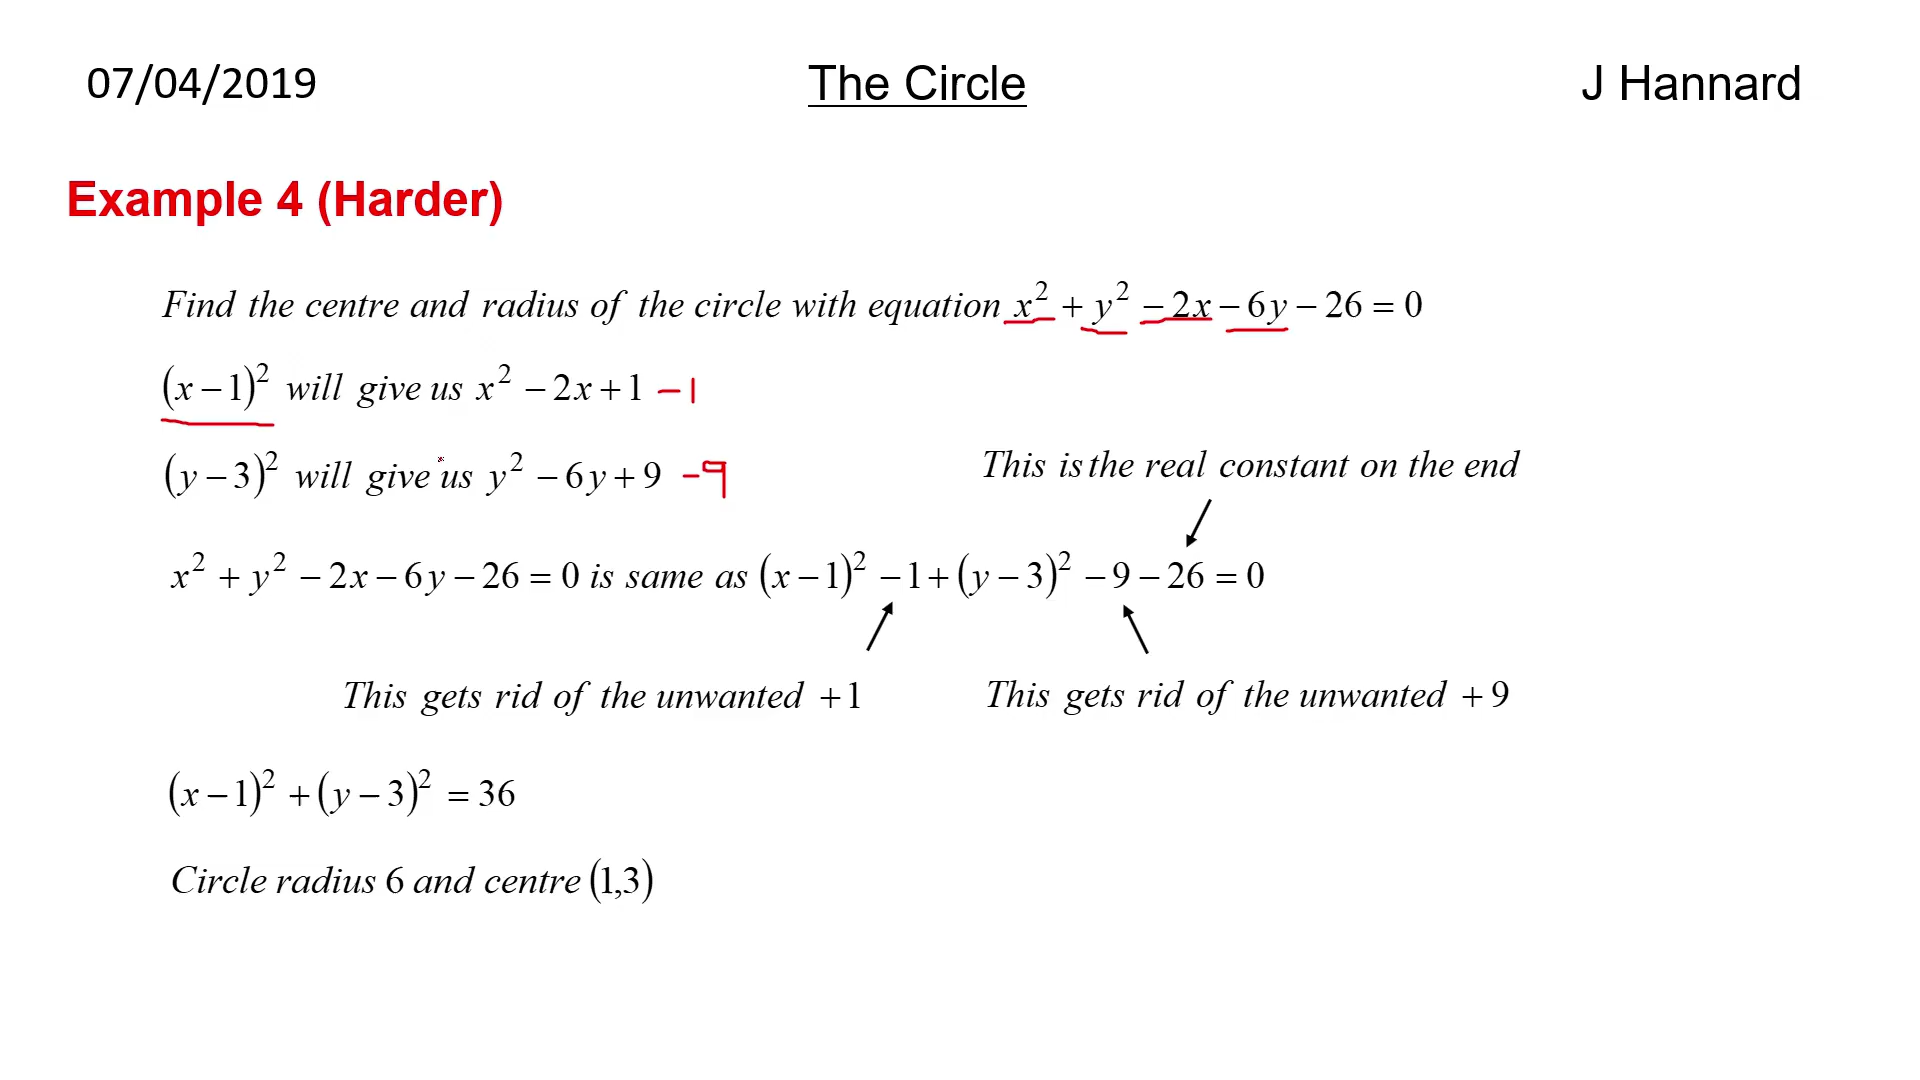 07/04/2019 The Circle J Hannard
Example 4 (Harder)
Find the centre and radius of the circle with equation x² + y² − 2x − 6y − 26 = 0
(x − 1)² will give us x² − 2x + 1 − 1
(y − 3)² will give us y² − 6y + 9 − 9
This is the real constant on the end
x² + y² − 2x − 6y − 26 = 0 is same as (x − 1)² − 1 + (y − 3)² − 9 − 26 = 0
This gets rid of the unwanted + 1
This gets rid of the unwanted + 9
(x − 1)² + (y − 3)² = 36
Circle radius 6 and centre (1,3)